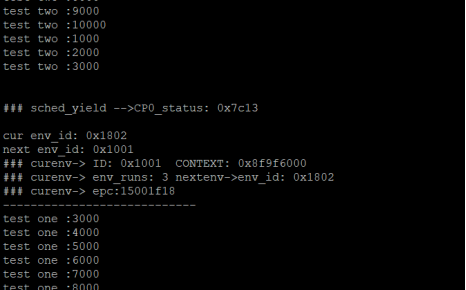 test two :9000
test two :10000
test two :1000
test two :2000
test two :3000
### sched_yield -->CP0_status: 0x7c13
cur env_id: 0x1802
next env_id: 0x1001
### curenv-> ID: 0x1001  CONTEXT: 0x8f9f6000
### curenv-> env_runs: 3 nextenv->env_id: 0x1802
### curenv-> epc:15001f18
----------------------------
test one :3000
test one :4000
test one :5000
test one :6000
test one :7000
test one :8000